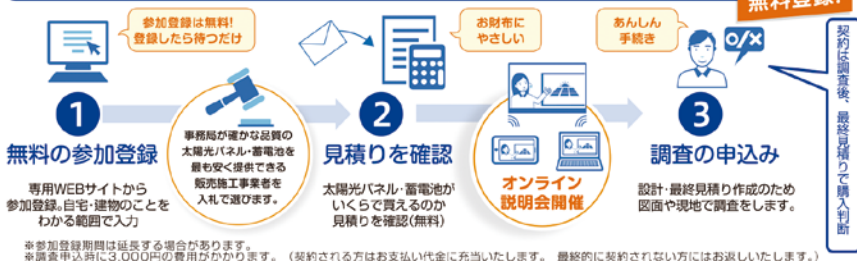 無料登録!
参加登録は無料!
登録したら待つだけ
お財布に
やさしい
あんしん
手続き
O/X
1
無料の参加登録
専用WEBサイトから
参加登録。自宅・建物のことを
わかる範囲で入力
事務局が確かな品質の
太陽光パネル・蓄電池を
最も安く提供できる
販売施工事業者を
入札で選びます。
2
見積りを確認
太陽光パネル・蓄電池が
いくらで買えるのか
見積りを確認(無料)
オンライン
説明会開催
3
調査の申込み
設計・最終見積り作成のため
図面や現地で調査をします。
契約は調査後、最終見積りで購入判断
※参加登録期間は延長する場合があります。
※調査申込時に3,000円の費用がかかります。（契約される方はお支払い代金に充当いたします。 最終的に契約されない方にはお返しいたします。）